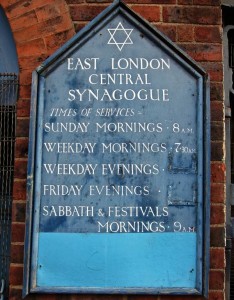 EAST LONDON
CENTRAL
SYNAGOGUE
TIMES OF SERVICES-
SUNDAY MORNINGS · 8 A.M
WEEKDAY MORNINGS · 7·10 A.M
WEEKDAY EVENINGS ·
FRIDAY EVENINGS ·
SABBATH & FESTIVALS
MORNINGS · 9 A.M